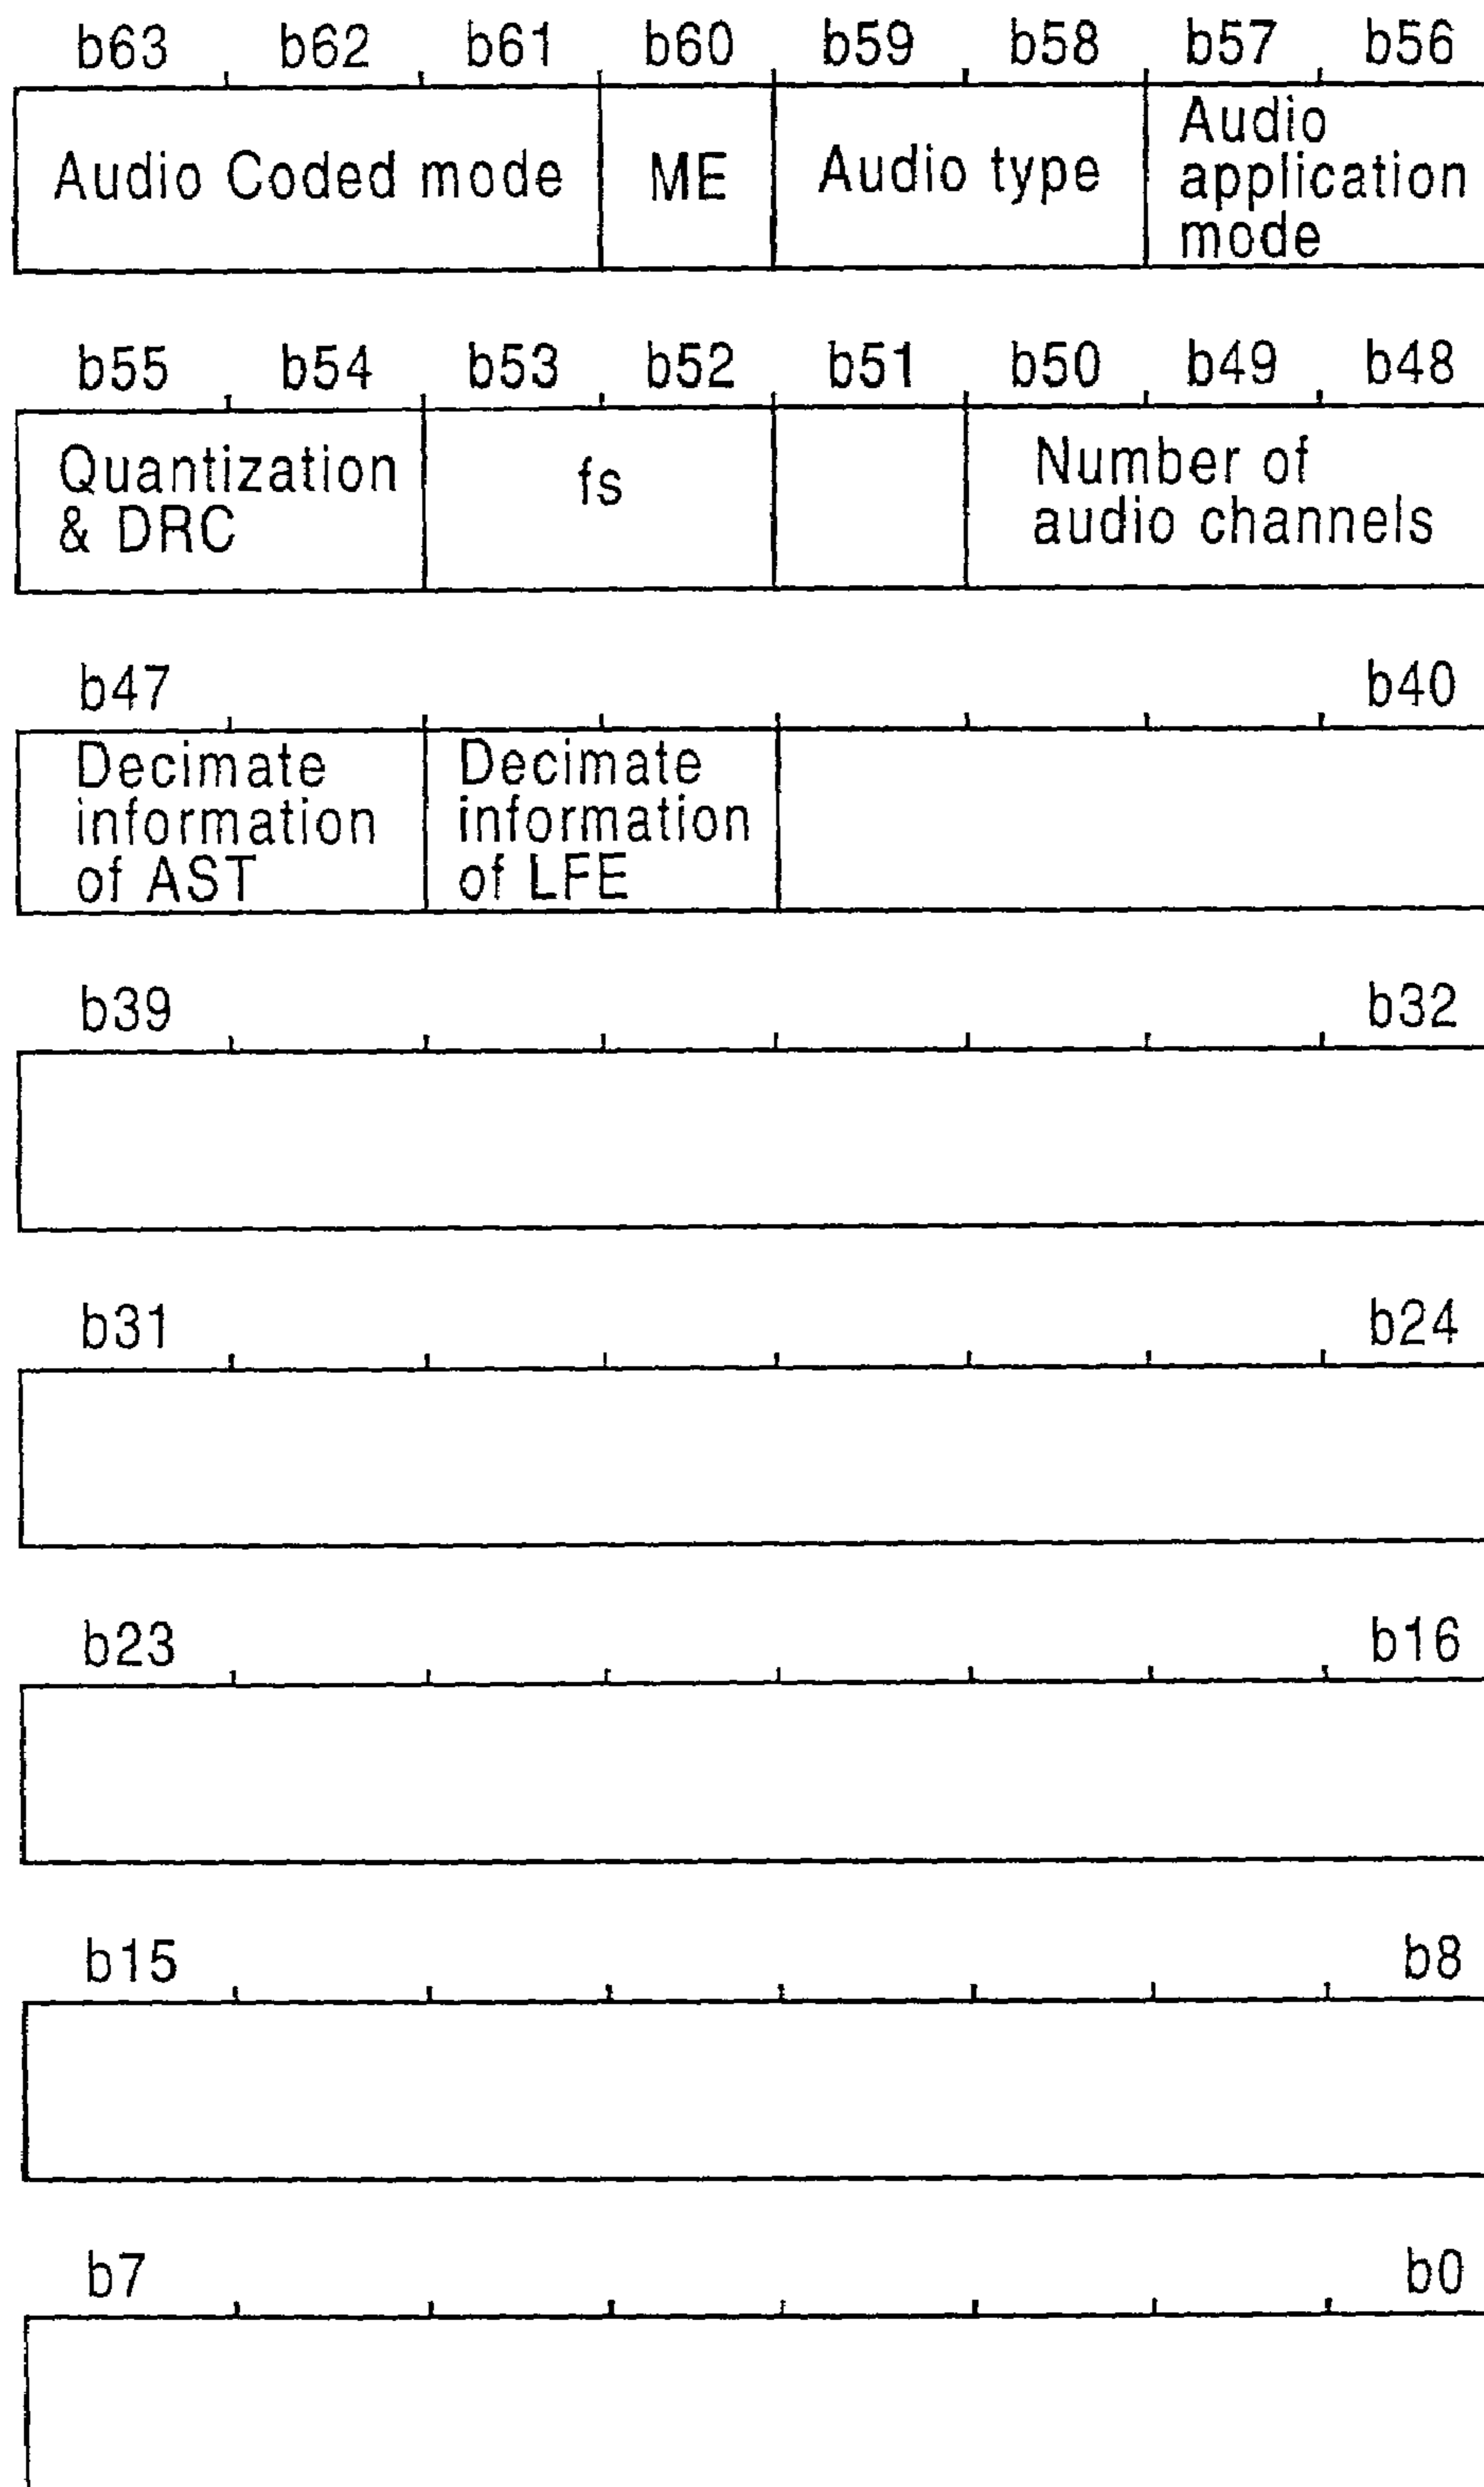 b63 b62 b61 b60 b59 b58 b57 b56
Audio Coded mode
ME
Audio type
Audio
application
mode
b55 b54 b53 b52 b51 b50 b49 b48
Quantization
& DRC
fs
Number of
audio channels
b47 b40
Decimate
information
of AST
Decimate
information
of LFE
b39 b32
b31 b24
b23 b16
b15 b8
b7 b0